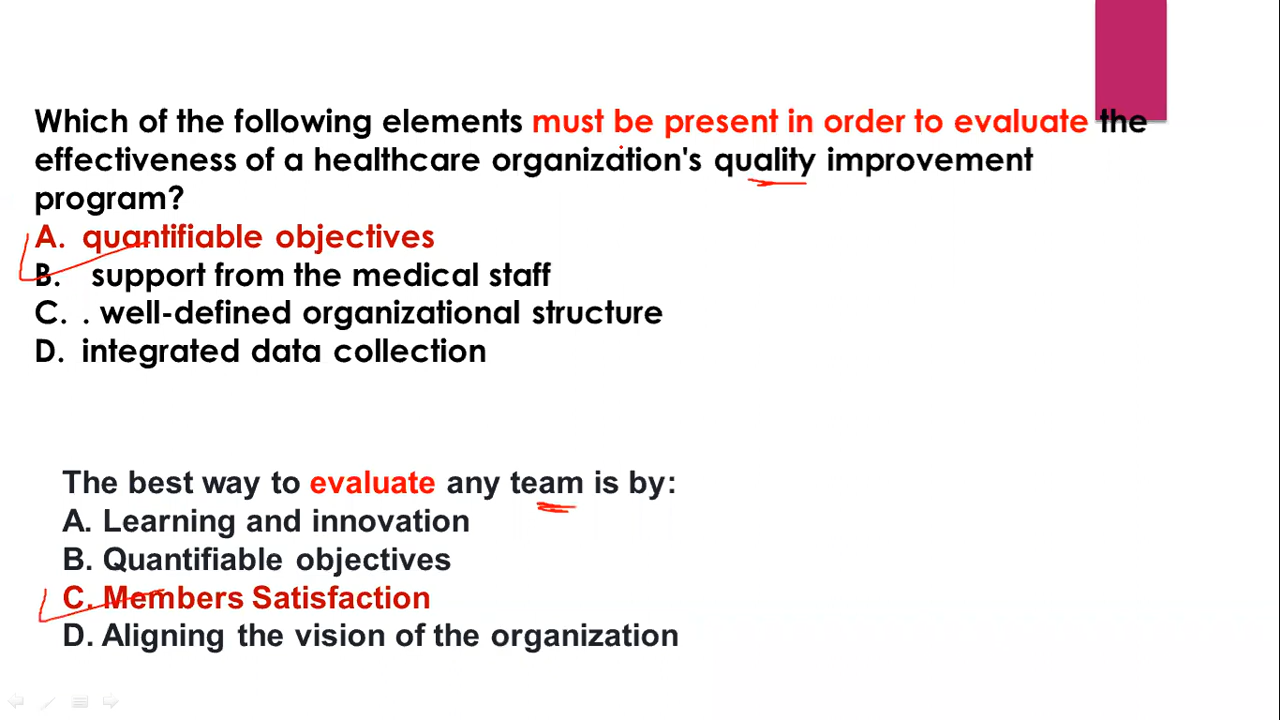 Which of the following elements must be present in order to evaluate the
effectiveness of a healthcare organization's quality improvement
program?
A. quantifiable objectives
B. support from the medical staff
C. . well-defined organizational structure
D. integrated data collection
The best way to evaluate any team is by:
A. Learning and innovation
B. Quantifiable objectives
C. Members Satisfaction
D. Aligning the vision of the organization